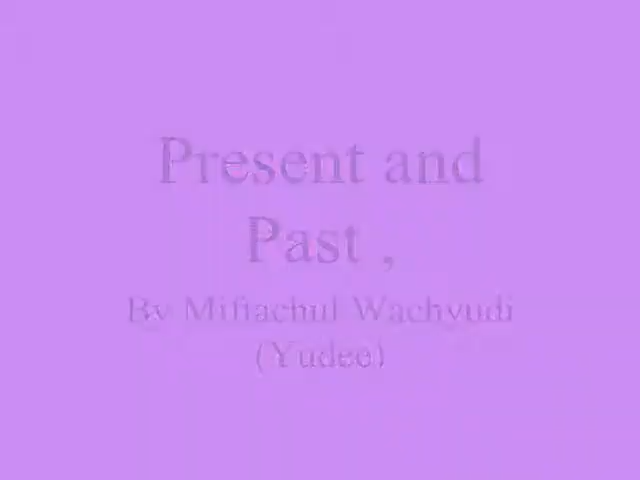 Present and
Past ,
By Miftachul Wachyudi
(Yudee)